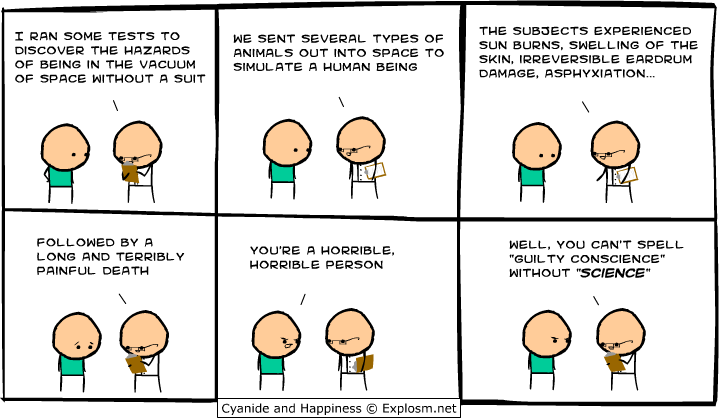 I RAN SOME TESTS TO
DISCOVER THE HAZARDS
OF BEING IN THE VACUUM
OF SPACE WITHOUT A SUIT
WE SENT SEVERAL TYPES OF
ANIMALS OUT INTO SPACE TO
SIMULATE A HUMAN BEING
THE SUBJECTS EXPERIENCED
SUN BURNS, SWELLING OF THE
SKIN, IRREVERSIBLE EARDRUM
DAMAGE, ASPHYXIATION...
FOLLOWED BY A
LONG AND TERRIBLY
PAINFUL DEATH
YOU'RE A HORRIBLE,
HORRIBLE PERSON
WELL, YOU CAN'T SPELL
"GUILTY CONSCIENCE"
WITHOUT "SCIENCE"
Cyanide and Happiness © Explosm.net